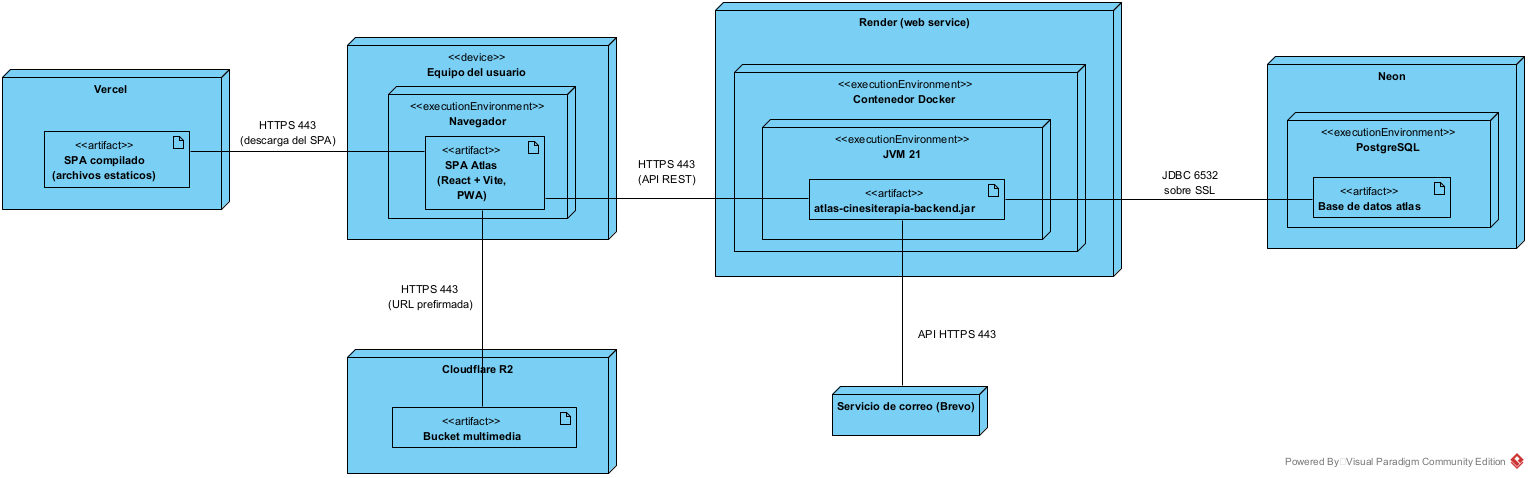 Vercel
<<artifact>>
SPA compilado
(archivos estaticos)
HTTPS 443
(descarga del SPA)
<<device>>
Equipo del usuario
<<executionEnvironment>>
Navegador
<<artifact>>
SPA Atlas
(React + Vite,
PWA)
HTTPS 443
(URL prefirmada)
Cloudflare R2
<<artifact>>
Bucket multimedia
HTTPS 443
(API REST)
Render (web service)
<<executionEnvironment>>
Contenedor Docker
<<executionEnvironment>>
JVM 21
<<artifact>>
atlas-cinesiterapia-backend.jar
API HTTPS 443
Servicio de correo (Brevo)
JDBC 6532
sobre SSL
Neon
<<executionEnvironment>>
PostgreSQL
<<artifact>>
Base de datos atlas
Powered By Visual Paradigm Community Edition